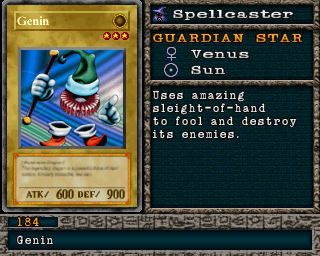 Genin
ATK/ 600 DEF/ 900
Spellcaster
GUARDIAN STAR
♀ Venus
☉ Sun
Uses amazing
sleight-of-hand
to fool and destroy
its enemies.
184
Genin